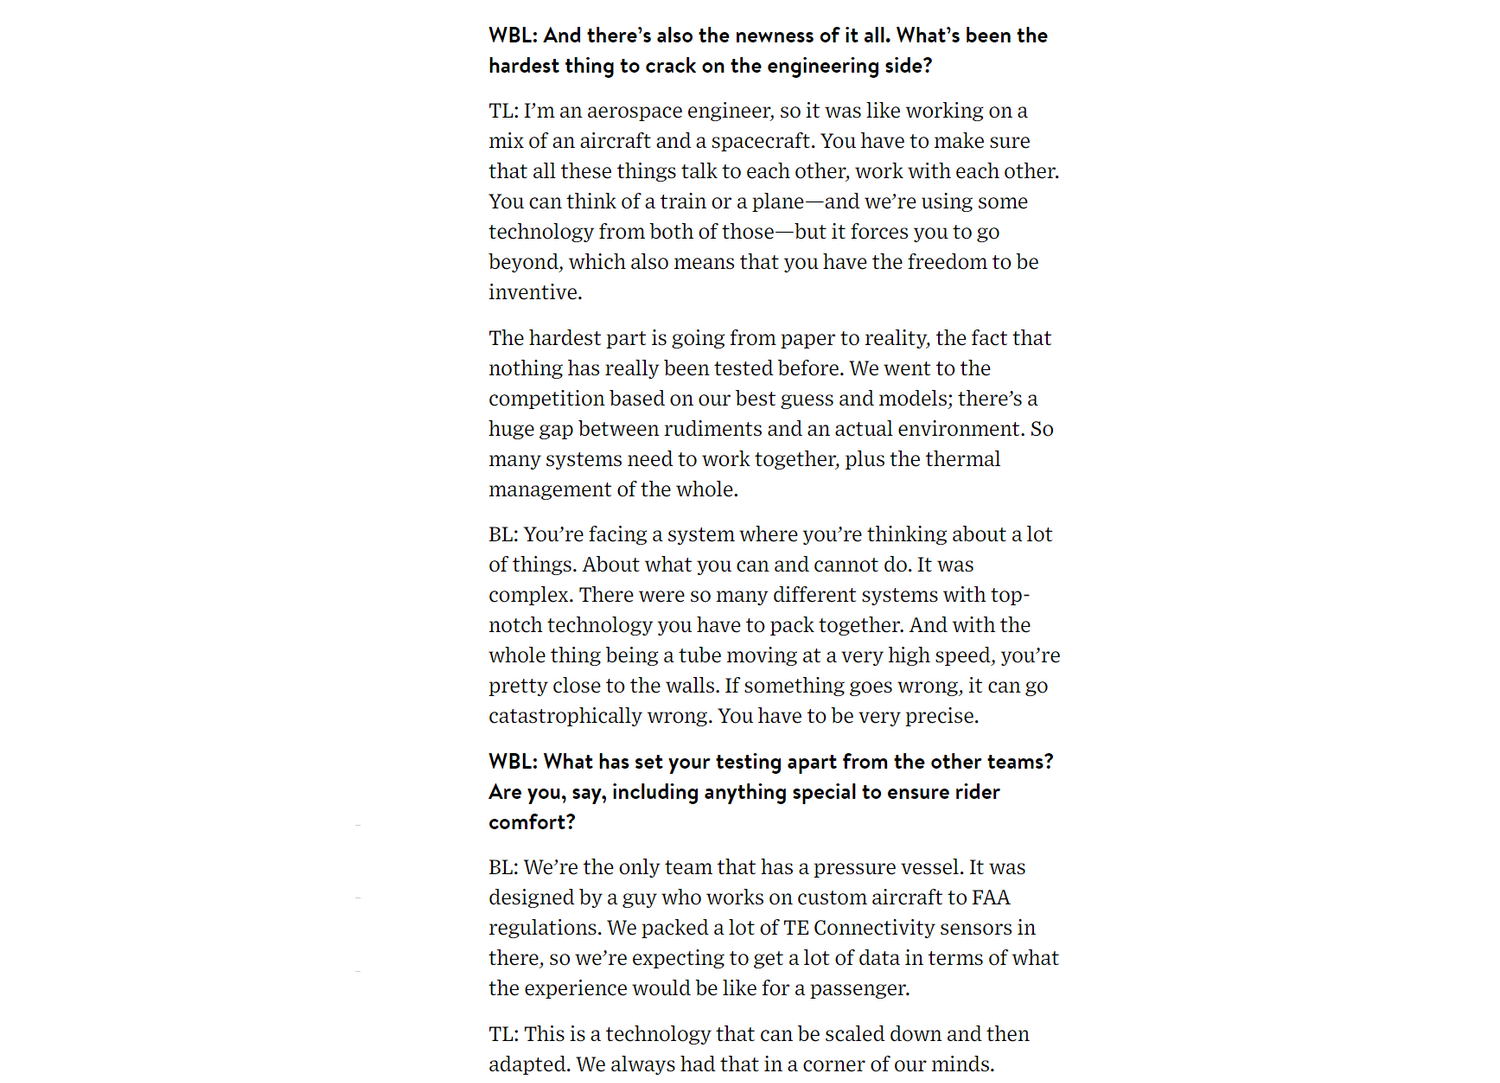 WBL: And there’s also the newness of it all. What’s been the
hardest thing to crack on the engineering side?
TL: I’m an aerospace engineer, so it was like working on a
mix of an aircraft and a spacecraft. You have to make sure
that all these things talk to each other, work with each other.
You can think of a train or a plane—and we’re using some
technology from both of those—but it forces you to go
beyond, which also means that you have the freedom to be
inventive.
The hardest part is going from paper to reality, the fact that
nothing has really been tested before. We went to the
competition based on our best guess and models; there’s a
huge gap between rudiments and an actual environment. So
many systems need to work together, plus the thermal
management of the whole.
BL: You’re facing a system where you’re thinking about a lot
of things. About what you can and cannot do. It was
complex. There were so many different systems with top-
notch technology you have to pack together. And with the
whole thing being a tube moving at a very high speed, you’re
pretty close to the walls. If something goes wrong, it can go
catastrophically wrong. You have to be very precise.
WBL: What has set your testing apart from the other teams?
Are you, say, including anything special to ensure rider
comfort?
BL: We’re the only team that has a pressure vessel. It was
designed by a guy who works on custom aircraft to FAA
regulations. We packed a lot of TE Connectivity sensors in
there, so we’re expecting to get a lot of data in terms of what
the experience would be like for a passenger.
TL: This is a technology that can be scaled down and then
adapted. We always had that in a corner of our minds.